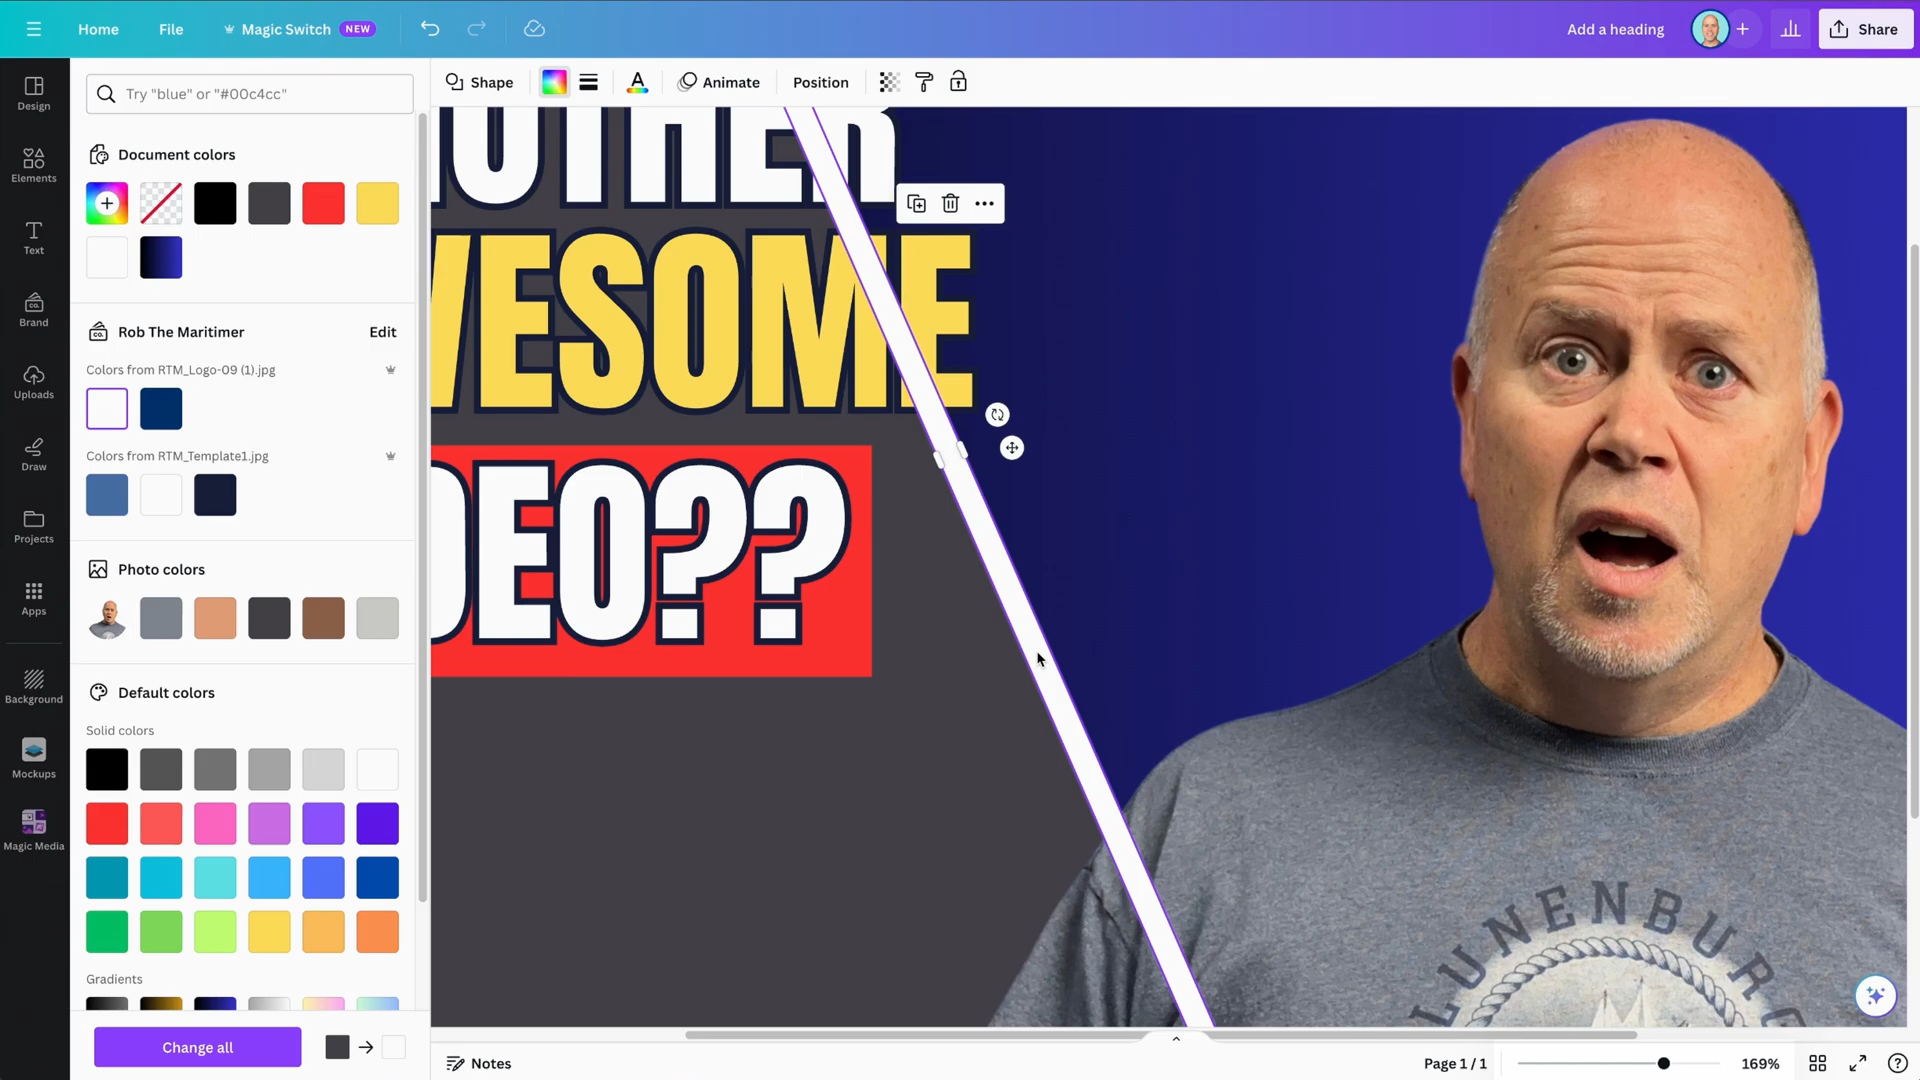 Home File Magic Switch NEW Add a heading Share
Try "blue" or "#00c4cc"
Shape A Animate Position
Design
Elements
Text
Brand
Uploads
Draw
Projects
Apps
Background
Mockups
Magic Media
Document colors
Rob The Maritimer Edit
Colors from RTM_Logo-09 (1).jpg
Colors from RTM_Template1.jpg
Photo colors
Default colors
Solid colors
Gradients
Change all
OTHER
WESOME
DEO??
LUNENBURG
Notes Page 1 / 1 169%